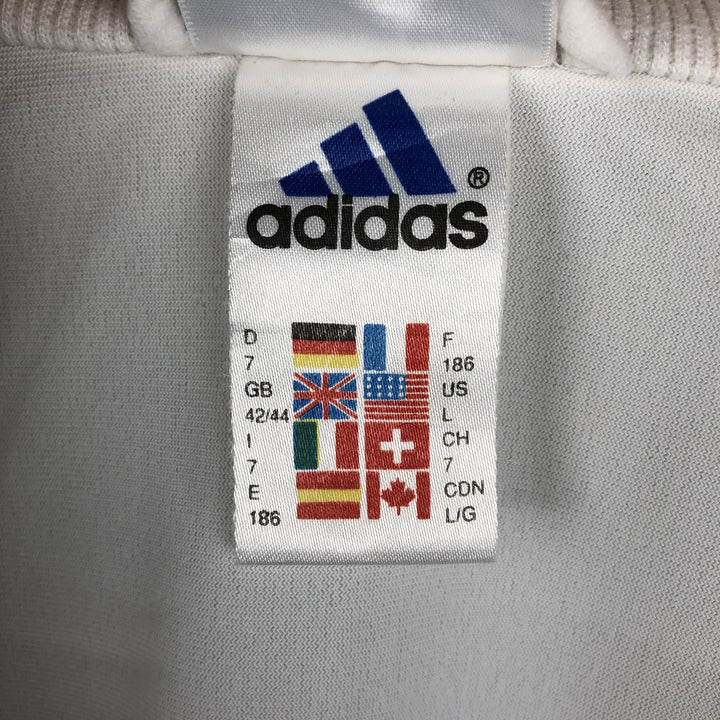 adidas®
D
7
GB
42/44
I
7
E
186
F
186
US
L
CH
7
CDN
L/G